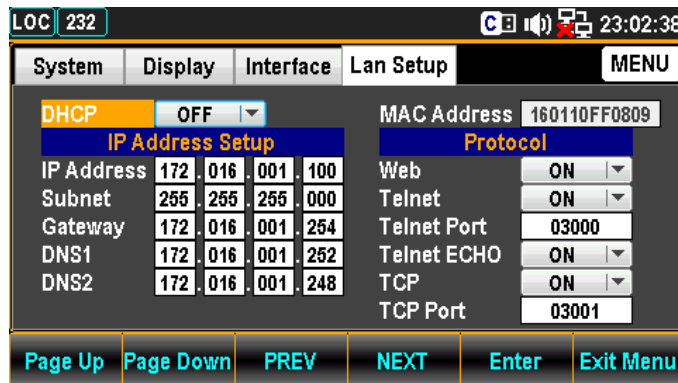 LOC 232 C 23:02:38
System Display Interface Lan Setup MENU
DHCP OFF
IP Address Setup
IP Address 172.016.001.100
Subnet 255.255.255.000
Gateway 172.016.001.254
DNS1 172.016.001.252
DNS2 172.016.001.248
MAC Address 160110FF0809
Protocol
Web ON
Telnet ON
Telnet Port 03000
Telnet ECHO ON
TCP ON
TCP Port 03001
Page Up Page Down PREV NEXT Enter Exit Menu